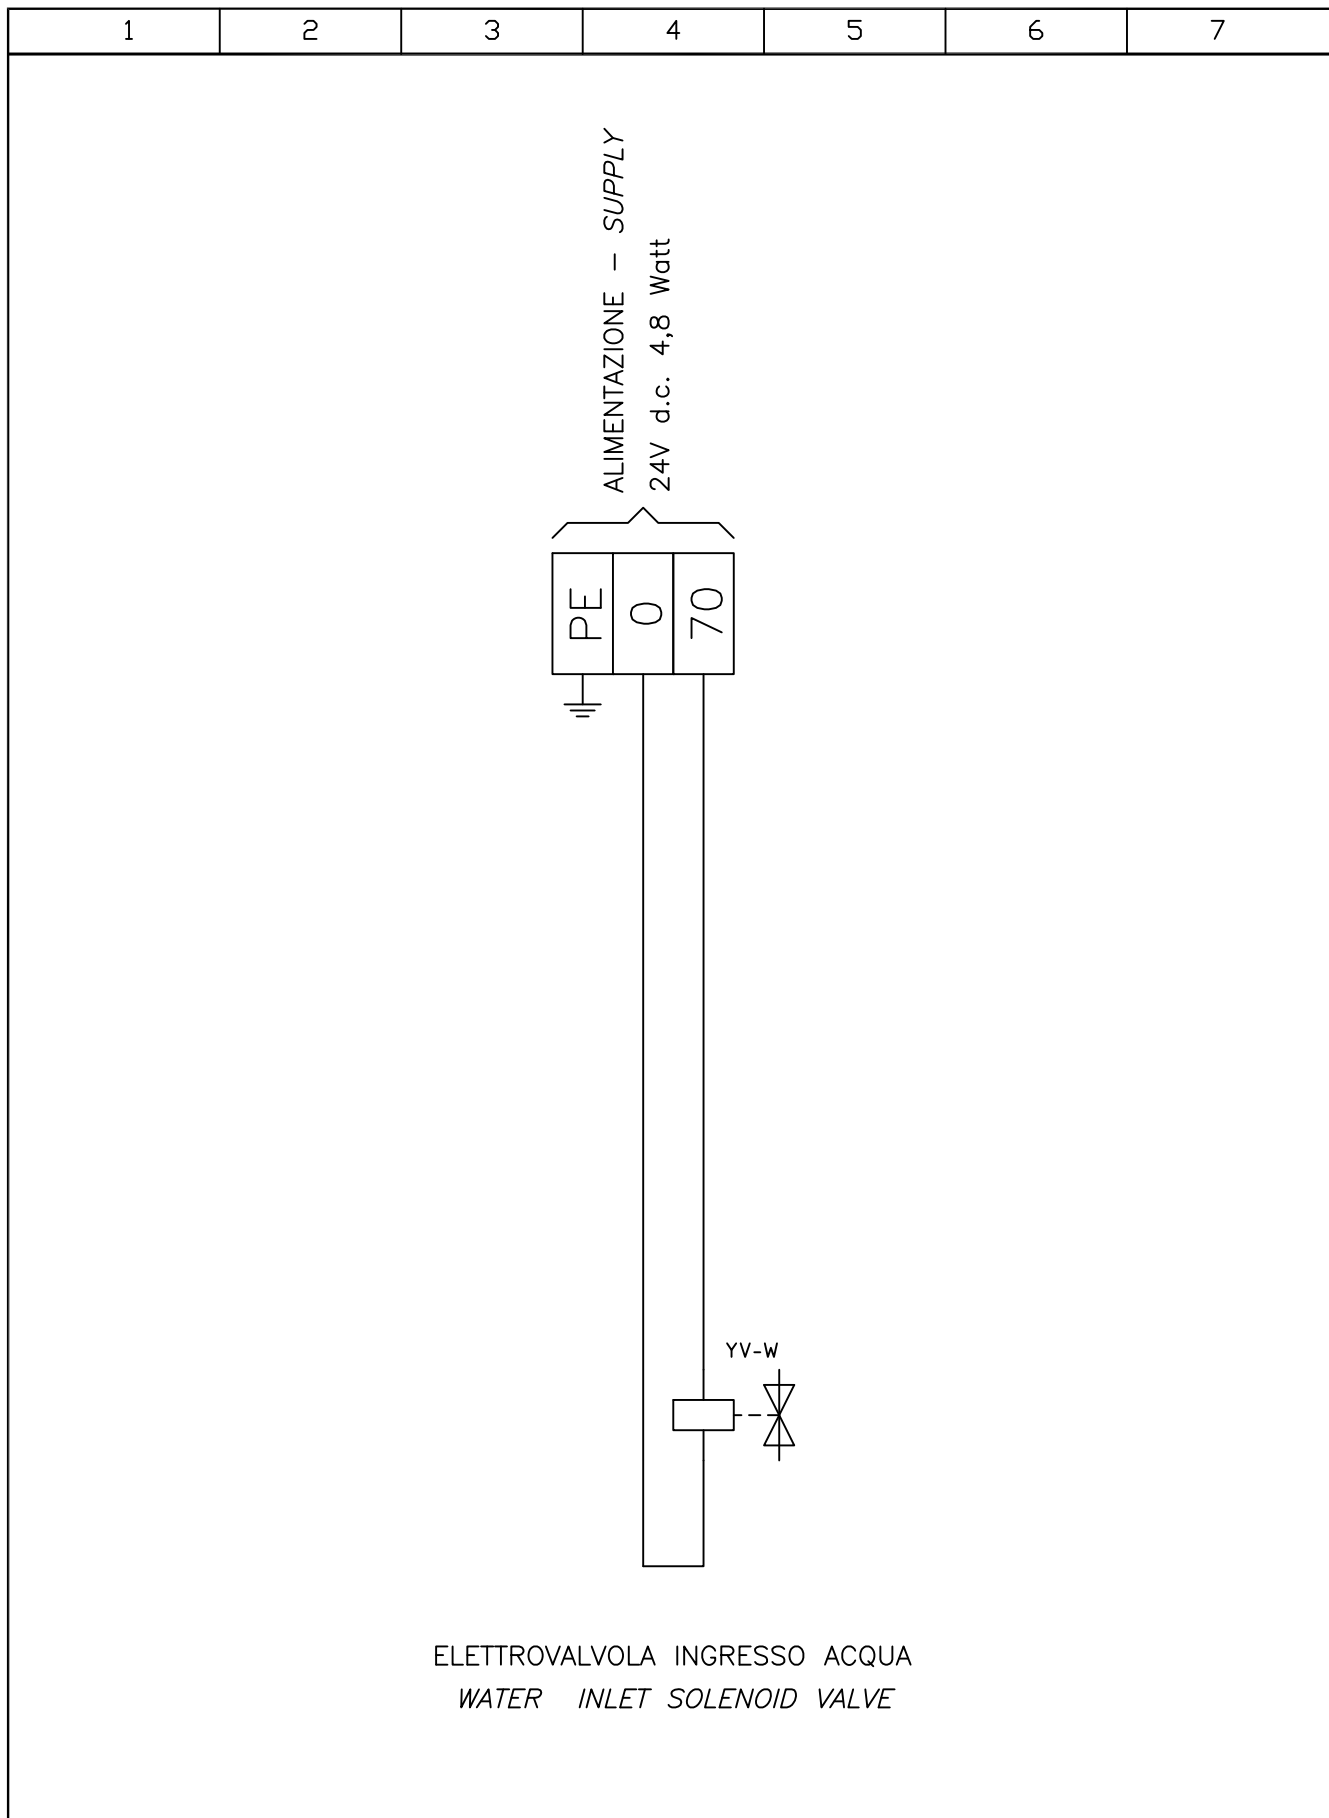 1 2 3 4 5 6 7
ALIMENTAZIONE - SUPPLY
24V d.c. 4,8 Watt
PE 0 70
YV-W
ELETTROVALVOLA INGRESSO ACQUA
WATER INLET SOLENOID VALVE